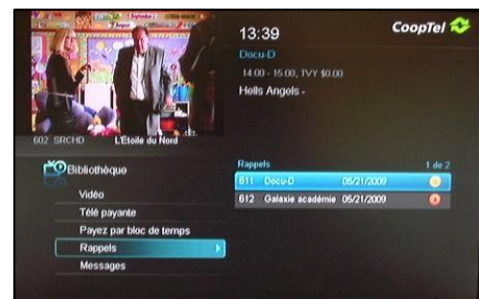 13:39
CoopTel
Docu-D
14:00 - 15:00, TVY $0.00
Hells Angels -
602 SRCHD L'Étoile du Nord
Bibliothèque
Vidéo
Télé payante
Payez par bloc de temps
Rappels
Messages
Rappels 1 de 2
611 Docu-D 05/21/2009
612 Galaxie académie 05/21/2009